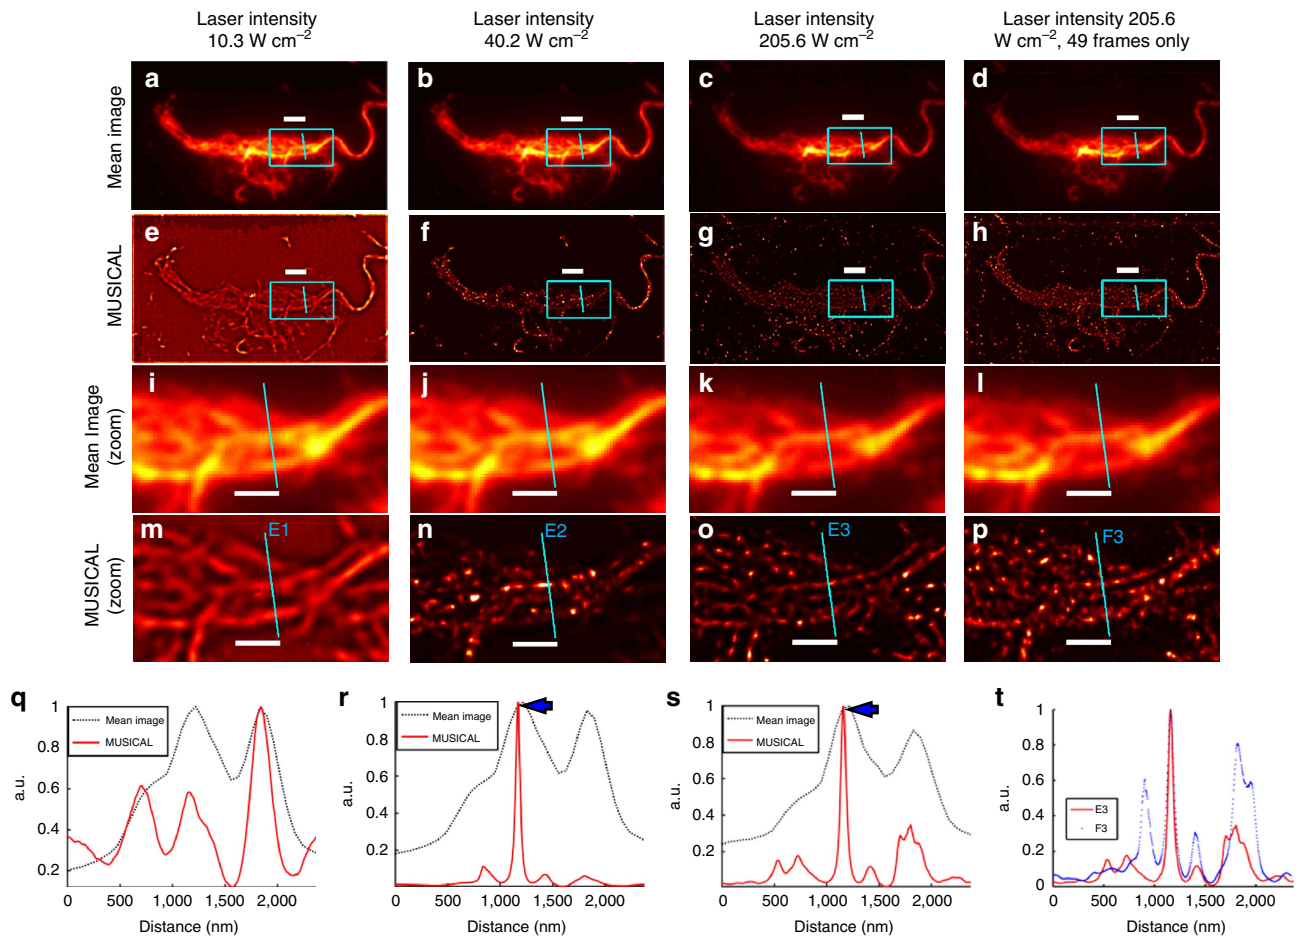 Laser intensity
10.3 W cm⁻²
Laser intensity
40.2 W cm⁻²
Laser intensity
205.6 W cm⁻²
Laser intensity 205.6
W cm⁻², 49 frames only
Mean image
a
b
c
d
MUSICAL
e
f
g
h
Mean Image
(zoom)
i
j
k
l
MUSICAL
(zoom)
m
E1
n
E2
o
E3
p
F3
q
1
0.8
0.6
0.4
0.2
a.u.
Mean image
MUSICAL
0
500
1,000
1,500
2,000
Distance (nm)
r
1
0.8
0.6
0.4
0.2
a.u.
Mean image
MUSICAL
0
500
1,000
1,500
2,000
Distance (nm)
s
1
0.8
0.6
0.4
0.2
a.u.
Mean image
MUSICAL
0
500
1,000
1,500
2,000
Distance (nm)
t
1
0.8
0.6
0.4
0.2
0
a.u.
E3
F3
0
500
1,000
1,500
2,000
Distance (nm)